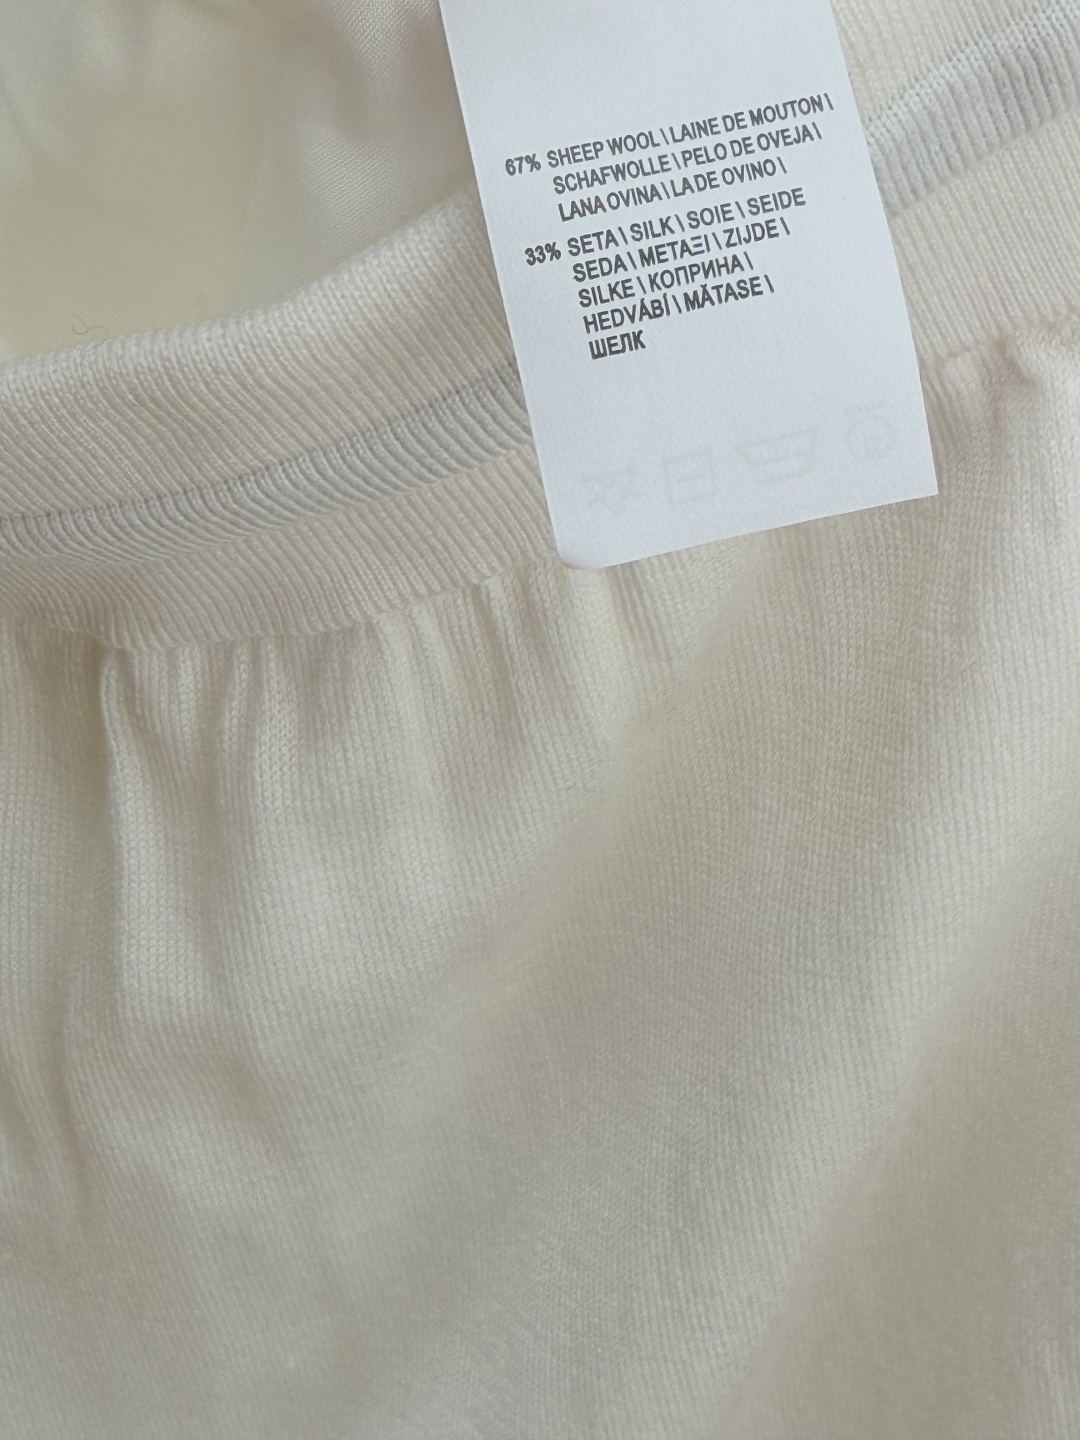 67% SHEEP WOOL \ LAINE DE MOUTON \
SCHAFWOLLE \ PELO DE OVEJA \
LANA OVINA \ LA DE OVINO \
33% SETA \ SILK \ SOIE \ SEIDE
SEDA \ ΜΕΤΑΞΙ \ ZIJDE \
SILKE \ КОПРИНА \
HEDVÁBÍ \ MĂTASE \
ШЕЛК